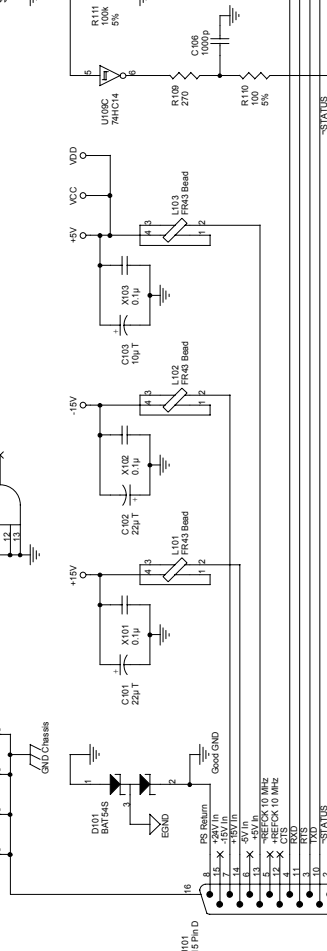 R111
100k
5%
C106
1000p
5
6
U109C
74HC14
R109
270
R110
100
5%
¬STATUS
VDD
VCC
+5V
3
4
2
1
L103
FR43 Bead
X103
0.1µ
+
C103
10µ T
-15V
3
4
2
1
L102
FR43 Bead
X102
0.1µ
+
C102
22µ T
12
13
+15V
3
4
2
1
L101
FR43 Bead
X101
0.1µ
+
C101
22µ T
GND Chassis
1
D101
BAT54S
3
2
EGND
Good GND
PS Return
+24V In
-15V In
+15V In
-5V In
+5V In
¬REFCK 10 MHz
+REFCK 10 MHz
CTS
RXD
RTS
TXD
¬STATUS
16
8
15
7
14
6
13
5
12
4
11
3
10
2
101
5 Pin D